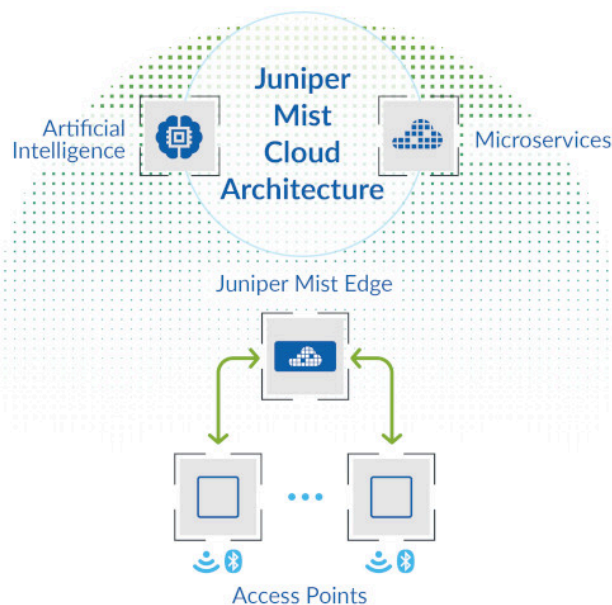 Juniper
Mist
Cloud
Architecture
Artificial
Intelligence
Microservices
Juniper Mist Edge
Access Points